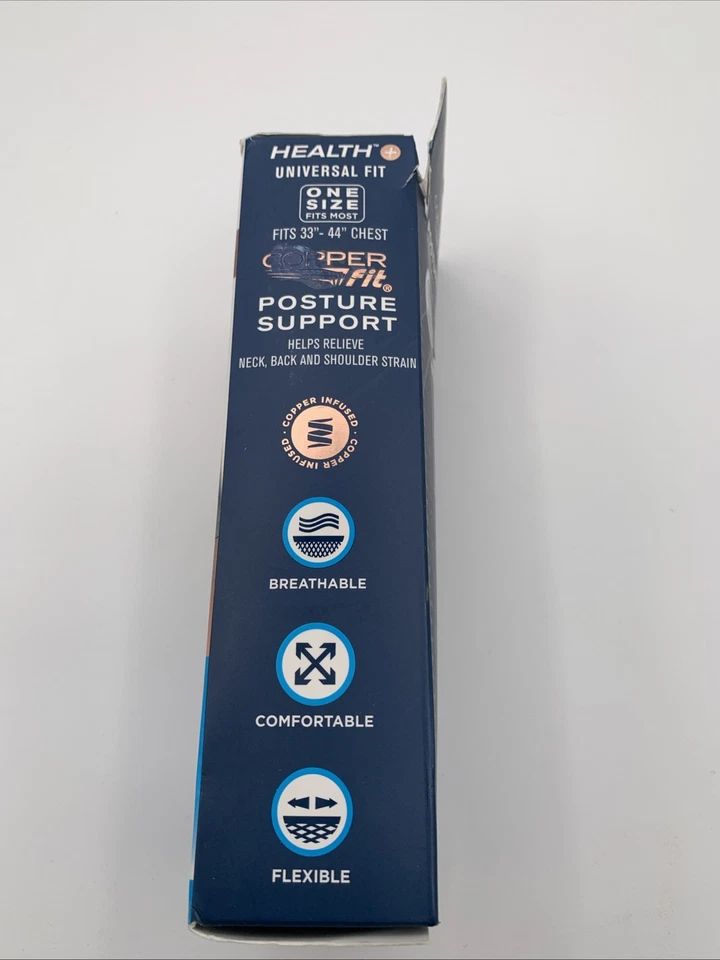 HEALTH™+
UNIVERSAL FIT
ONE
SIZE
FITS MOST
FITS 33”- 44” CHEST
COPPER
fit®
POSTURE
SUPPORT
HELPS RELIEVE
NECK, BACK AND SHOULDER STRAIN
COPPER INFUSED · COPPER INFUSED ·
BREATHABLE
COMFORTABLE
FLEXIBLE